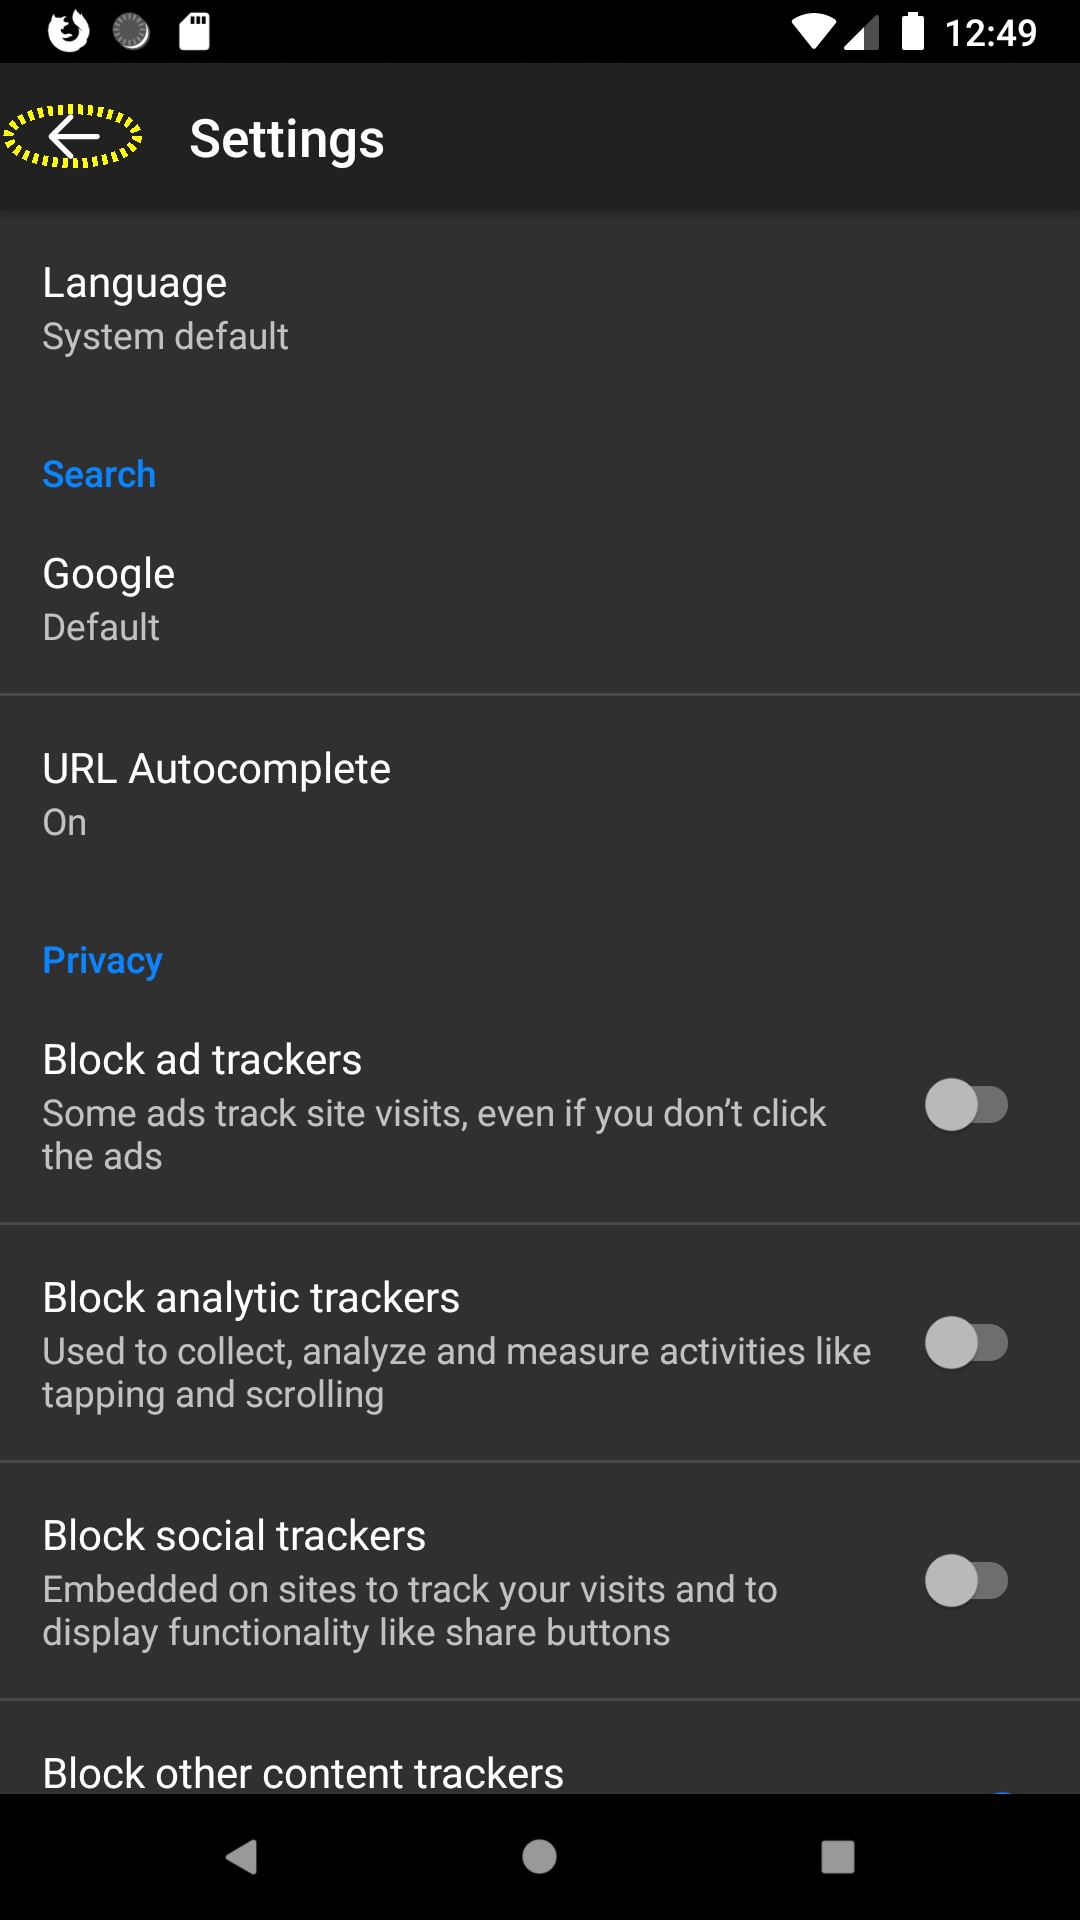 12:49
Settings
Language
System default
Search
Google
Default
URL Autocomplete
On
Privacy
Block ad trackers
Some ads track site visits, even if you don’t click
the ads
Block analytic trackers
Used to collect, analyze and measure activities like
tapping and scrolling
Block social trackers
Embedded on sites to track your visits and to
display functionality like share buttons
Block other content trackers